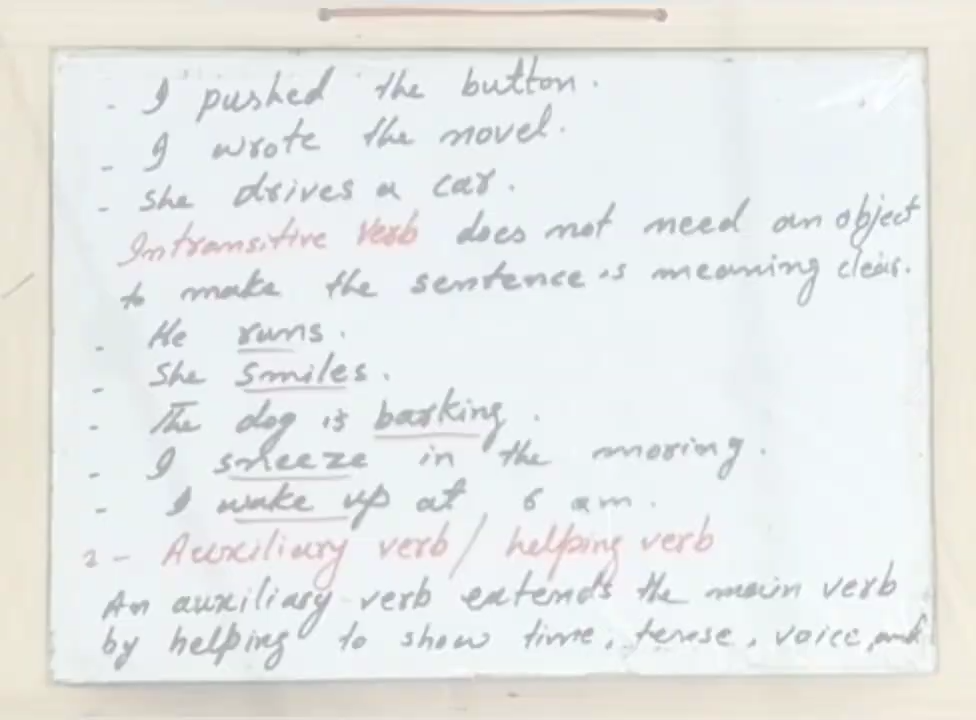 - I pushed the button.
- I wrote the novel.
- She drives a car.
Intransitive Verb does not need an object
to make the sentence is meaning clear.
- He runs.
- She smiles.
- The dog is barking.
- I sneeze in the moring.
- I wake up at 6 am.
2- Auxiliary verb/ helping verb
An auxiliary verb extends the main verb
by helping to show time, tense, voice, and